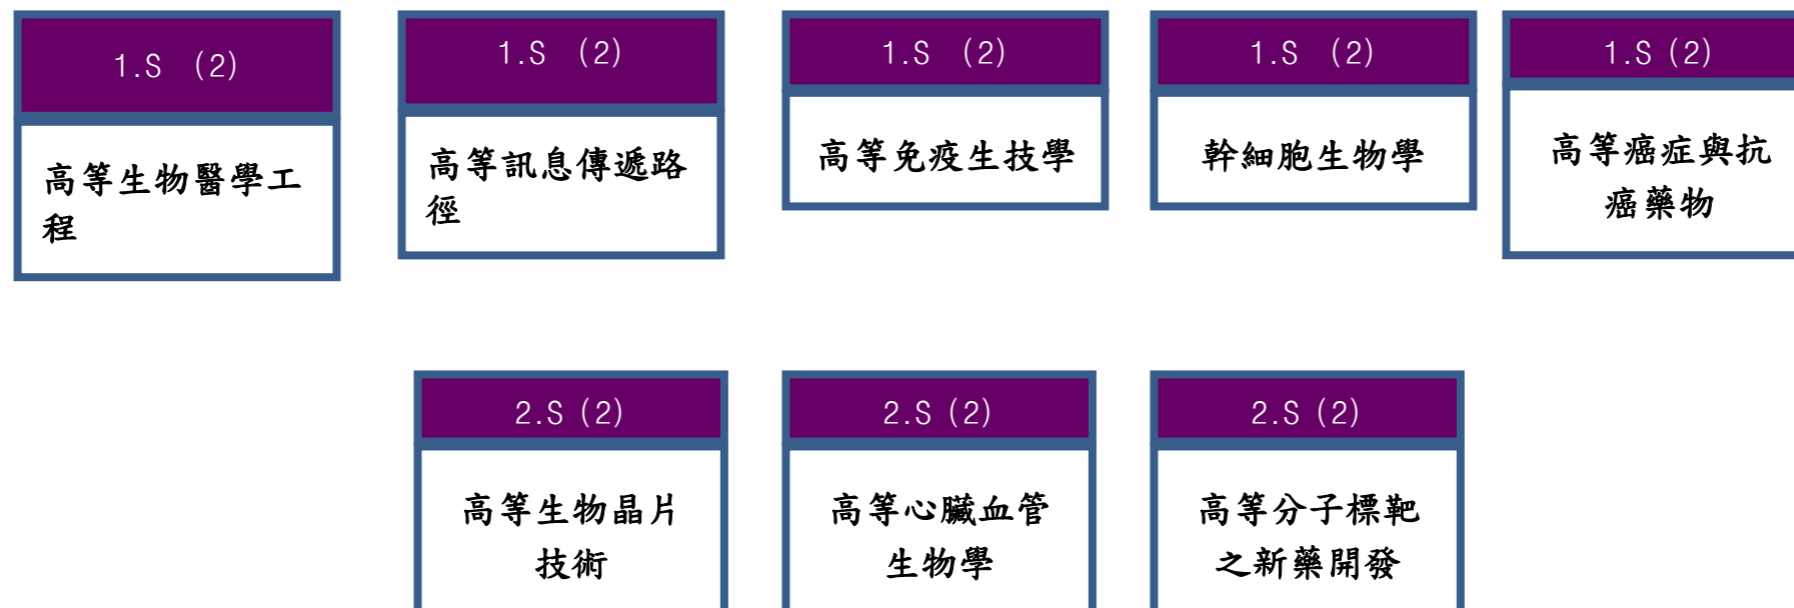 1.S (2)
高等生物醫學工
程
1.S (2)
高等訊息傳遞路
徑
1.S (2)
高等免疫生技學
1.S (2)
幹細胞生物學
1.S (2)
高等癌症與抗
癌藥物
2.S (2)
高等生物晶片
技術
2.S (2)
高等心臟血管
生物學
2.S (2)
高等分子標靶
之新藥開發